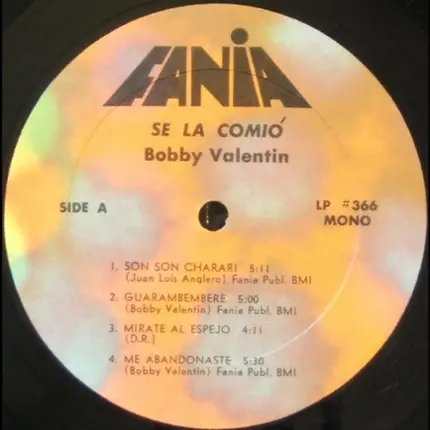 FANIA
SE LA COMIÓ
Bobby Valentin
SIDE A
LP #366
MONO
1. SON SON CHARARI 5:11
(Juan Luis Anglero) Fania Publ. BMI
2. GUARAMBEMBERE 5:00
(Bobby Valentin) Fania Publ. BMI
3. MIRATE AL ESPEJO 4:11
(D.R.)
4. ME ABANDONASTE 5:30
(Bobby Valentin) Fania Publ. BMI